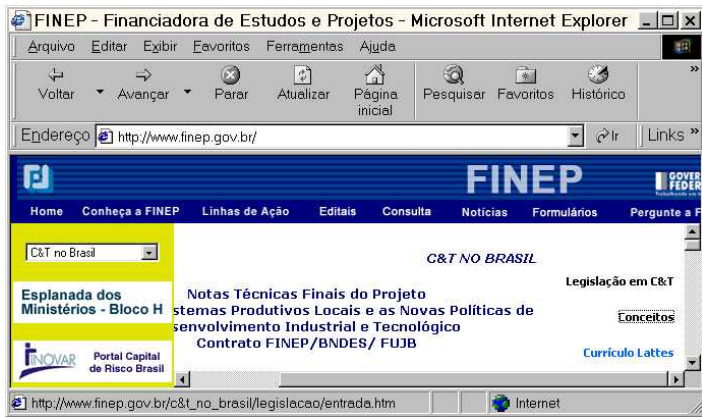 FINEP - Financiadora de Estudos e Projetos - Microsoft Internet Explorer
Arquivo Editar Exibir Favoritos Ferramentas Ajuda
Voltar Avançar Parar Atualizar Página inicial Pesquisar Favoritos Histórico »
Endereço http://www.finep.gov.br/ Ir Links »
FINEP GOVER
FEDER
Home Conheça a FINEP Linhas de Ação Editais Consulta Notícias Formulários Pergunte a F
C&T no Brasil
C&T NO BRASIL
Legislação em C&T
Esplanada dos
Ministérios - Bloco H
Notas Técnicas Finais do Projeto
stemas Produtivos Locais e as Novas Políticas de
senvolvimento Industrial e Tecnológico
Contrato FINEP/BNDES/ FUJB
Conceitos
INOVAR Portal Capital
de Risco Brasil
Currículo Lattes
http://www.finep.gov.br/c&t_no_brasil/legislacao/entrada.htm Internet